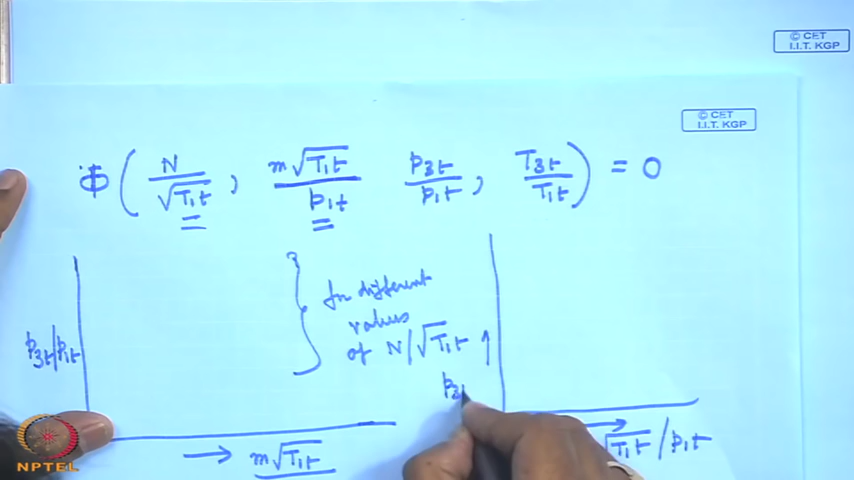 © CET
I.I.T. KGP
© CET
I.I.T. KGP
Φ ( N/√T₁t , m√T₁t/p₁t p₃t/p₁t , T₃t/T₁t ) = 0
for different
values
of N/√T₁t ↑
p₃t/p₁t
p₃
→ m√T₁t
→ √T₁t / p₁t
NPTEL